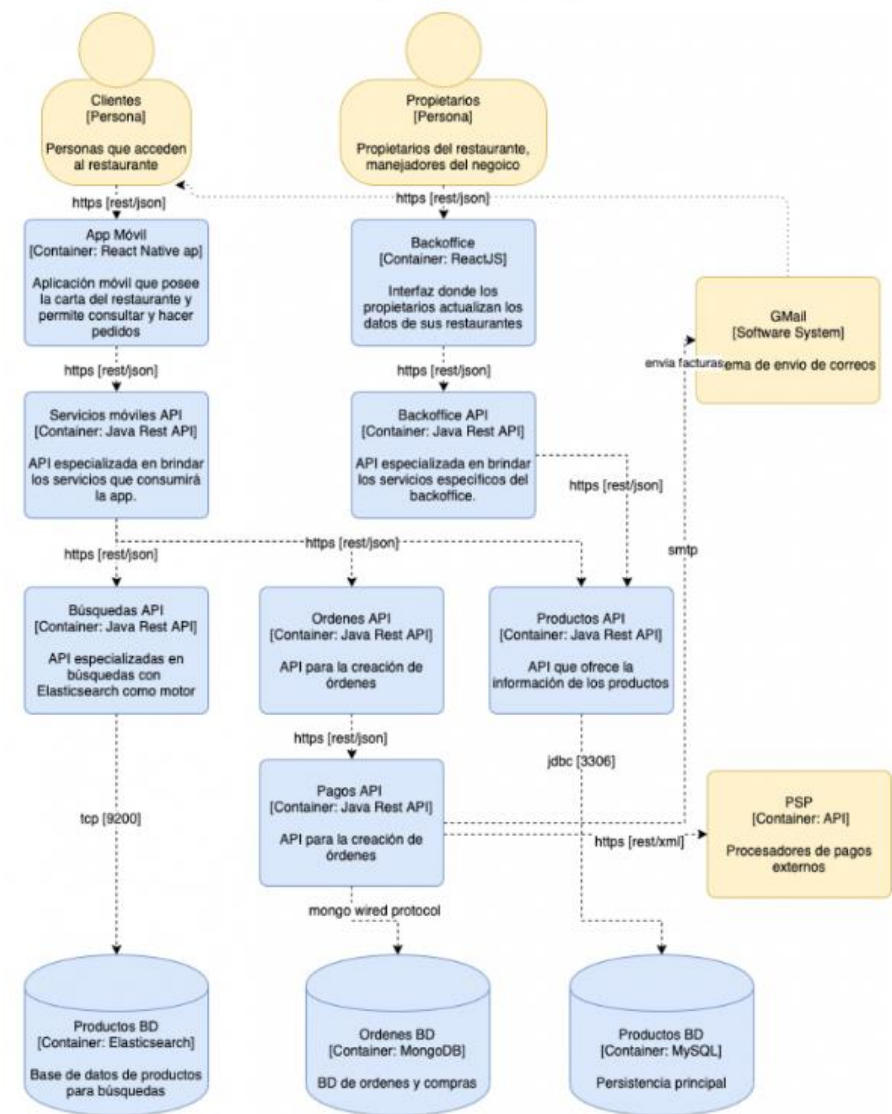 Clientes
[Persona]
Personas que acceden
al restaurante
Propietarios
[Persona]
Propietarios del restaurante,
manejadores del negoico
https [rest/json]
https [rest/json]
App Móvil
[Container: React Native ap]
Aplicación móvil que posee
la carta del restaurante y
permite consultar y hacer
pedidos
Backoffice
[Container: ReactJS]
Interfaz donde los
propietarios actualizan los
datos de sus restaurantes
GMail
[Software System]
envia facturas
ema de envio de correos
https [rest/json]
https [rest/json]
Servicios móviles API
[Container: Java Rest API]
API especializada en brindar
los servicios que consumirá
la app.
Backoffice API
[Container: Java Rest API]
API especializada en brindar
los servicios específicos del
backoffice.
https [rest/json]
https [rest/json]
https [rest/json]
smtp
Búsquedas API
[Container: Java Rest API]
API especializadas en
búsquedas con
Elasticsearch como motor
Ordenes API
[Container: Java Rest API]
API para la creación de
órdenes
Productos API
[Container: Java Rest API]
API que ofrece la
información de los productos
https [rest/json]
jdbc [3306]
tcp [9200]
Pagos API
[Container: Java Rest API]
API para la creación de
órdenes
https [rest/xml]
PSP
[Container: API]
Procesadores de pagos
externos
mongo wired protocol
Productos BD
[Container: Elasticsearch]
Base de datos de productos
para búsquedas
Ordenes BD
[Container: MongoDB]
BD de ordenes y compras
Productos BD
[Container: MySQL]
Persistencia principal